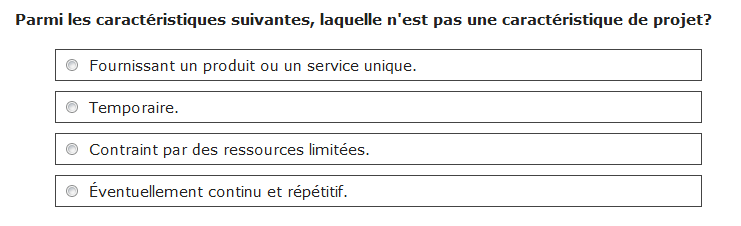 Parmi les caractéristiques suivantes, laquelle n'est pas une caractéristique de projet?
Fournissant un produit ou un service unique.
Temporaire.
Contraint par des ressources limitées.
Éventuellement continu et répétitif.